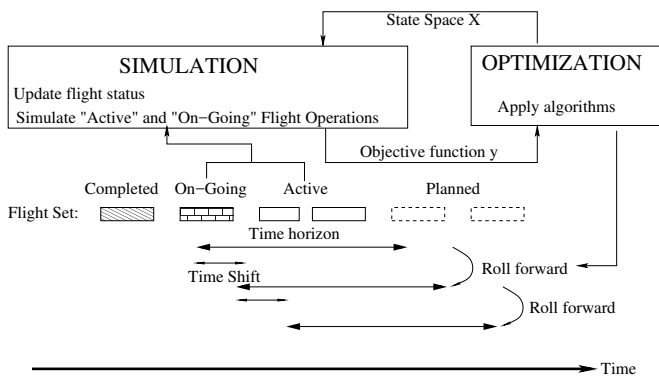 State Space X
SIMULATION
OPTIMIZATION
Update flight status
Simulate "Active" and "On−Going" Flight Operations
Apply algorithms
Objective function y
Completed
On−Going
Active
Planned
Flight Set:
Time horizon
Time Shift
Roll forward
Roll forward
Time